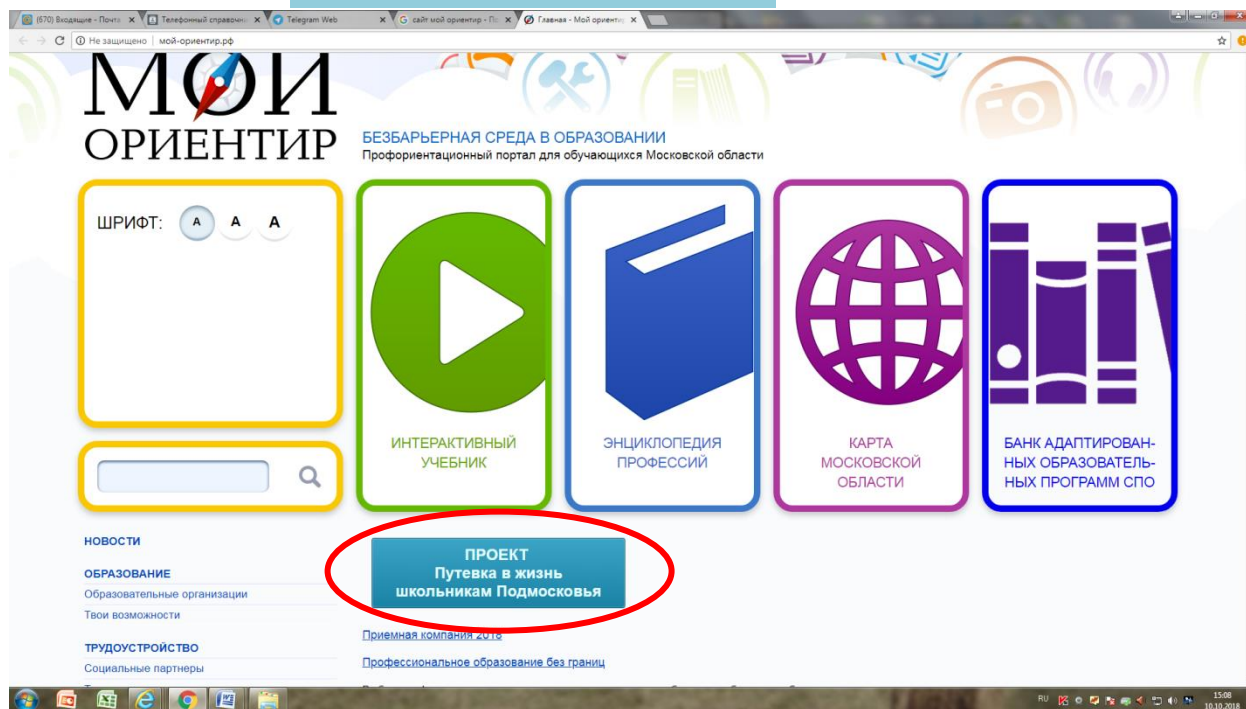 (670) Входящие - Почта
Телефонный справочни
Telegram Web
сайт мой ориентир - По
Главная - Мой ориентир
Не защищено | мой-ориентир.рф
МОЙ
ОРИЕНТИР
БЕЗБАРЬЕРНАЯ СРЕДА В ОБРАЗОВАНИИ
Профориентационный портал для обучающихся Московской области
ШРИФТ: А А А
ИНТЕРАКТИВНЫЙ
УЧЕБНИК
ЭНЦИКЛОПЕДИЯ
ПРОФЕССИЙ
КАРТА
МОСКОВСКОЙ
ОБЛАСТИ
БАНК АДАПТИРОВАН-
НЫХ ОБРАЗОВАТЕЛЬ-
НЫХ ПРОГРАММ СПО
НОВОСТИ
ОБРАЗОВАНИЕ
Образовательные организации
Твои возможности
ТРУДОУСТРОЙСТВО
Социальные партнеры
ПРОЕКТ
Путевка в жизнь
школьникам Подмосковья
Приемная компания 2018
Профессиональное образование без границ
RU
15:08
10.10.2018